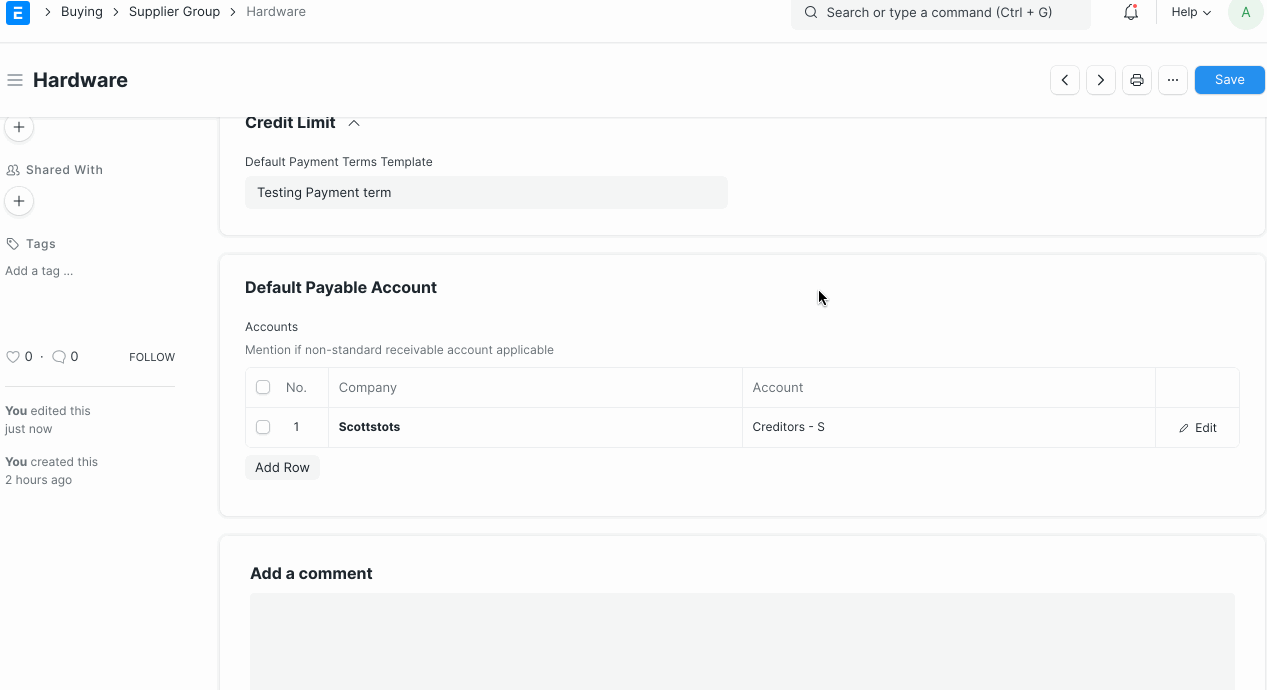 E Buying Supplier Group Hardware Search or type a command (Ctrl + G) Help A
Hardware Save
Credit Limit
Default Payment Terms Template
Testing Payment term
Shared With
Tags
Add a tag ...
0 · 0 FOLLOW
You edited this
just now
You created this
2 hours ago
Default Payable Account
Accounts
Mention if non-standard receivable account applicable
No. Company Account
1 Scottstots Creditors - S Edit
Add Row
Add a comment